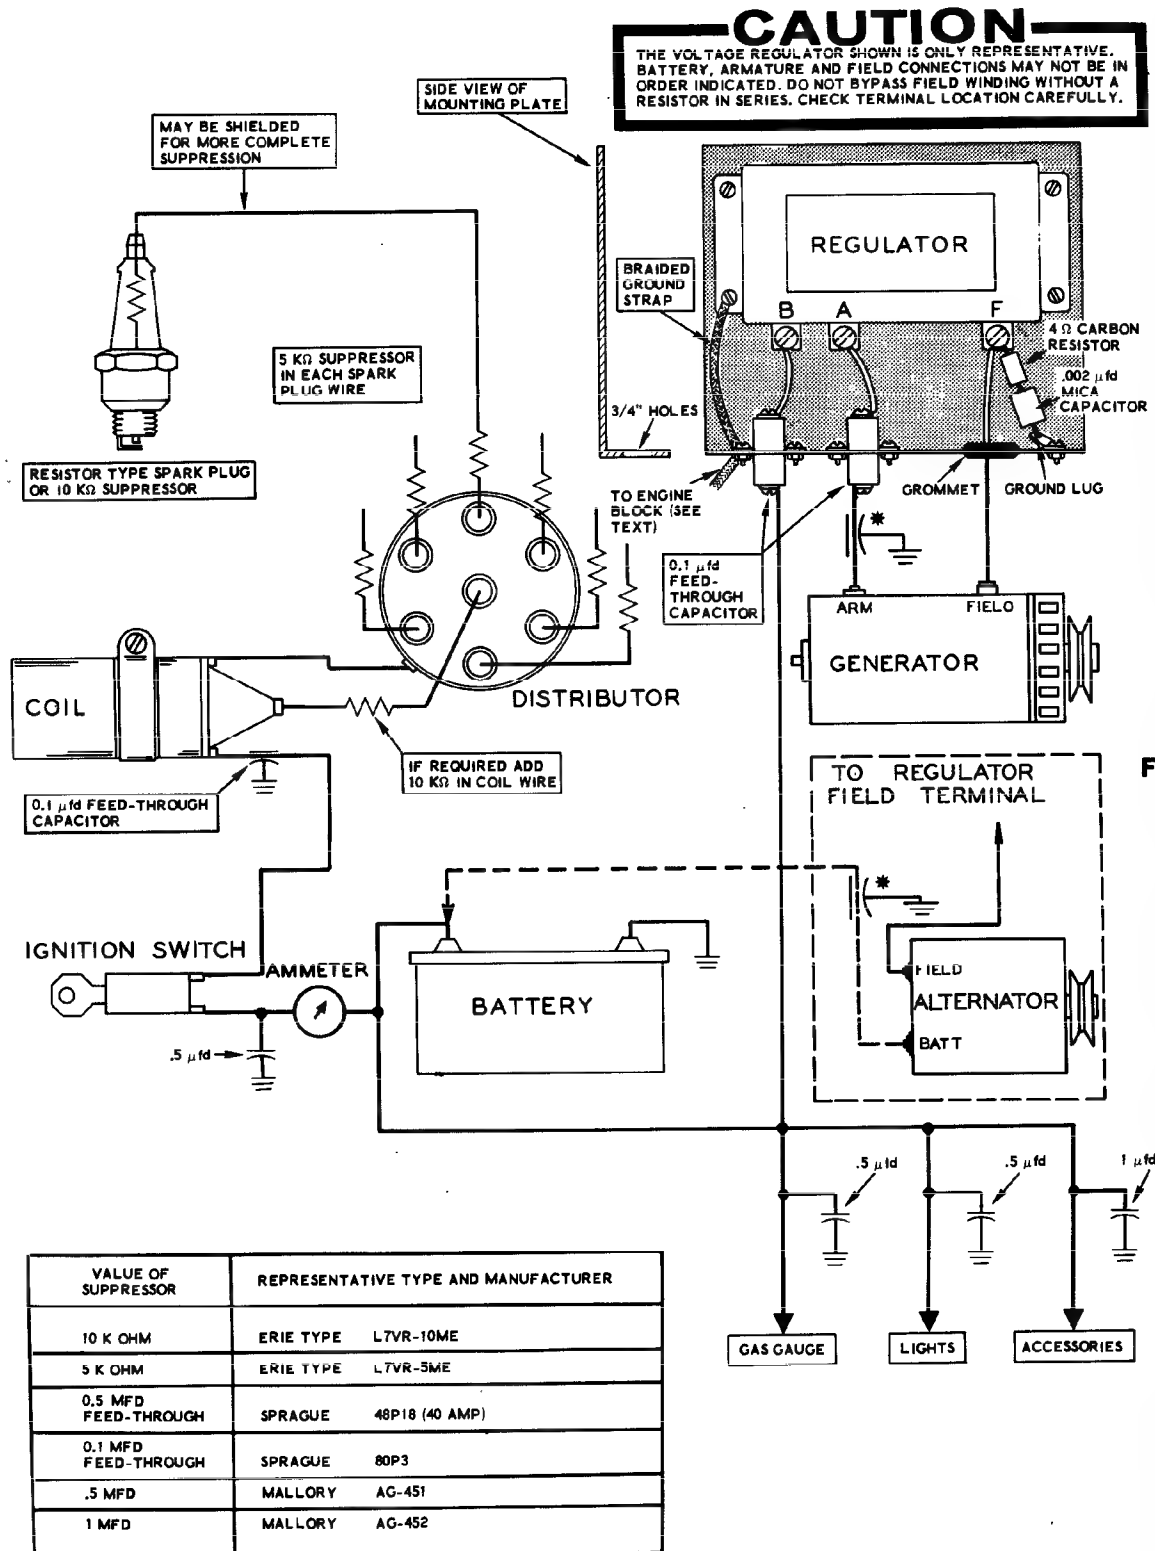 CAUTION
THE VOLTAGE REGULATOR SHOWN IS ONLY REPRESENTATIVE.
BATTERY, ARMATURE AND FIELD CONNECTIONS MAY NOT BE IN
ORDER INDICATED. DO NOT BYPASS FIELD WINDING WITHOUT A
RESISTOR IN SERIES. CHECK TERMINAL LOCATION CAREFULLY.
SIDE VIEW OF
MOUNTING PLATE
MAY BE SHIELDED
FOR MORE COMPLETE
SUPPRESSION
REGULATOR
BRAIDED
GROUND
STRAP
B
A
F
4 Ω CARBON
RESISTOR
.002 μfd
MICA
CAPACITOR
5 KΩ SUPPRESSOR
IN EACH SPARK
PLUG WIRE
3/4" HOLES
RESISTOR TYPE SPARK PLUG
OR 10 KΩ SUPPRESSOR
TO ENGINE
BLOCK (SEE
TEXT)
GROMMET
GROUND LUG
*
0.1 μfd
FEED-
THROUGH
CAPACITOR
ARM
FIELD
GENERATOR
COIL
DISTRIBUTOR
IF REQUIRED ADD
10 KΩ IN COIL WIRE
0.1 μfd FEED-THROUGH
CAPACITOR
TO REGULATOR
FIELD TERMINAL
F
*
IGNITION SWITCH
AMMETER
BATTERY
FIELD
ALTERNATOR
BATT
.5 μfd
.5 μfd
.5 μfd
1 μfd
GAS GAUGE
LIGHTS
ACCESSORIES
VALUE OF
SUPPRESSOR
REPRESENTATIVE TYPE AND MANUFACTURER
10 K OHM ERIE TYPE L7VR-10ME
5 K OHM ERIE TYPE L7VR-5ME
0.5 MFD
FEED-THROUGH SPRAGUE 48P18 (40 AMP)
0.1 MFD
FEED-THROUGH SPRAGUE 80P3
.5 MFD MALLORY AG-451
1 MFD MALLORY AG-452